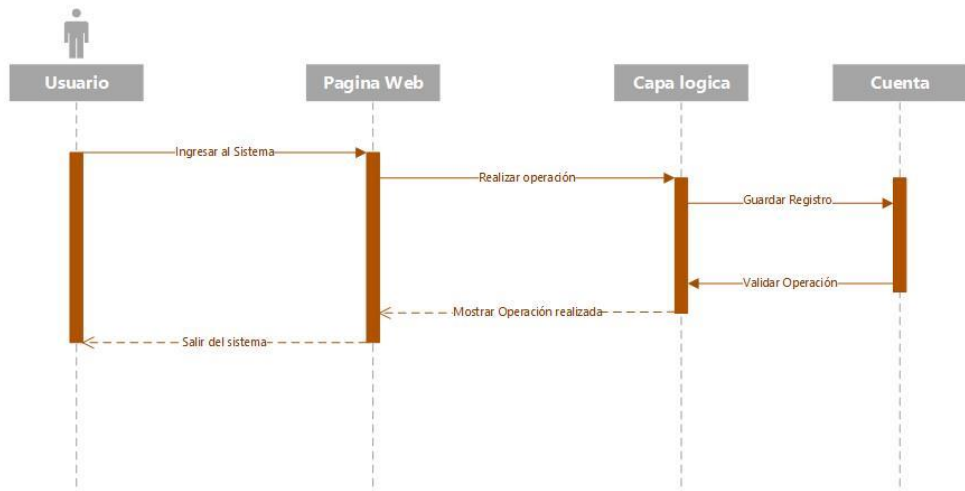 Usuario
Pagina Web
Capa logica
Cuenta
Ingresar al Sistema
Realizar operación
Guardar Registro
Validar Operación
Mostrar Operación realizada
Salir del sistema